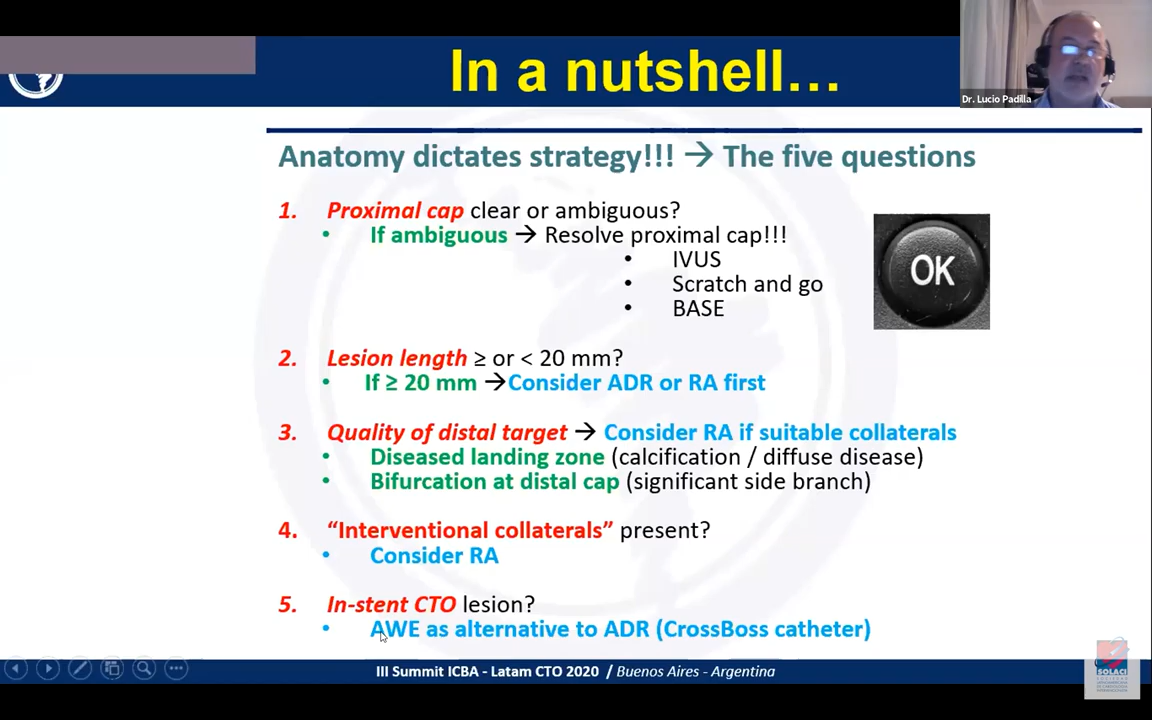 In a nutshell…
Dr. Lucio Padilla
Anatomy dictates strategy!!! → The five questions
1. Proximal cap clear or ambiguous?
• If ambiguous → Resolve proximal cap!!!
• IVUS
• Scratch and go
• BASE
OK
2. Lesion length ≥ or < 20 mm?
• If ≥ 20 mm →Consider ADR or RA first
3. Quality of distal target → Consider RA if suitable collaterals
• Diseased landing zone (calcification / diffuse disease)
• Bifurcation at distal cap (significant side branch)
4. “Interventional collaterals” present?
• Consider RA
5. In-stent CTO lesion?
• AWE as alternative to ADR (CrossBoss catheter)
III Summit ICBA - Latam CTO 2020 / Buenos Aires - Argentina
SOLACI